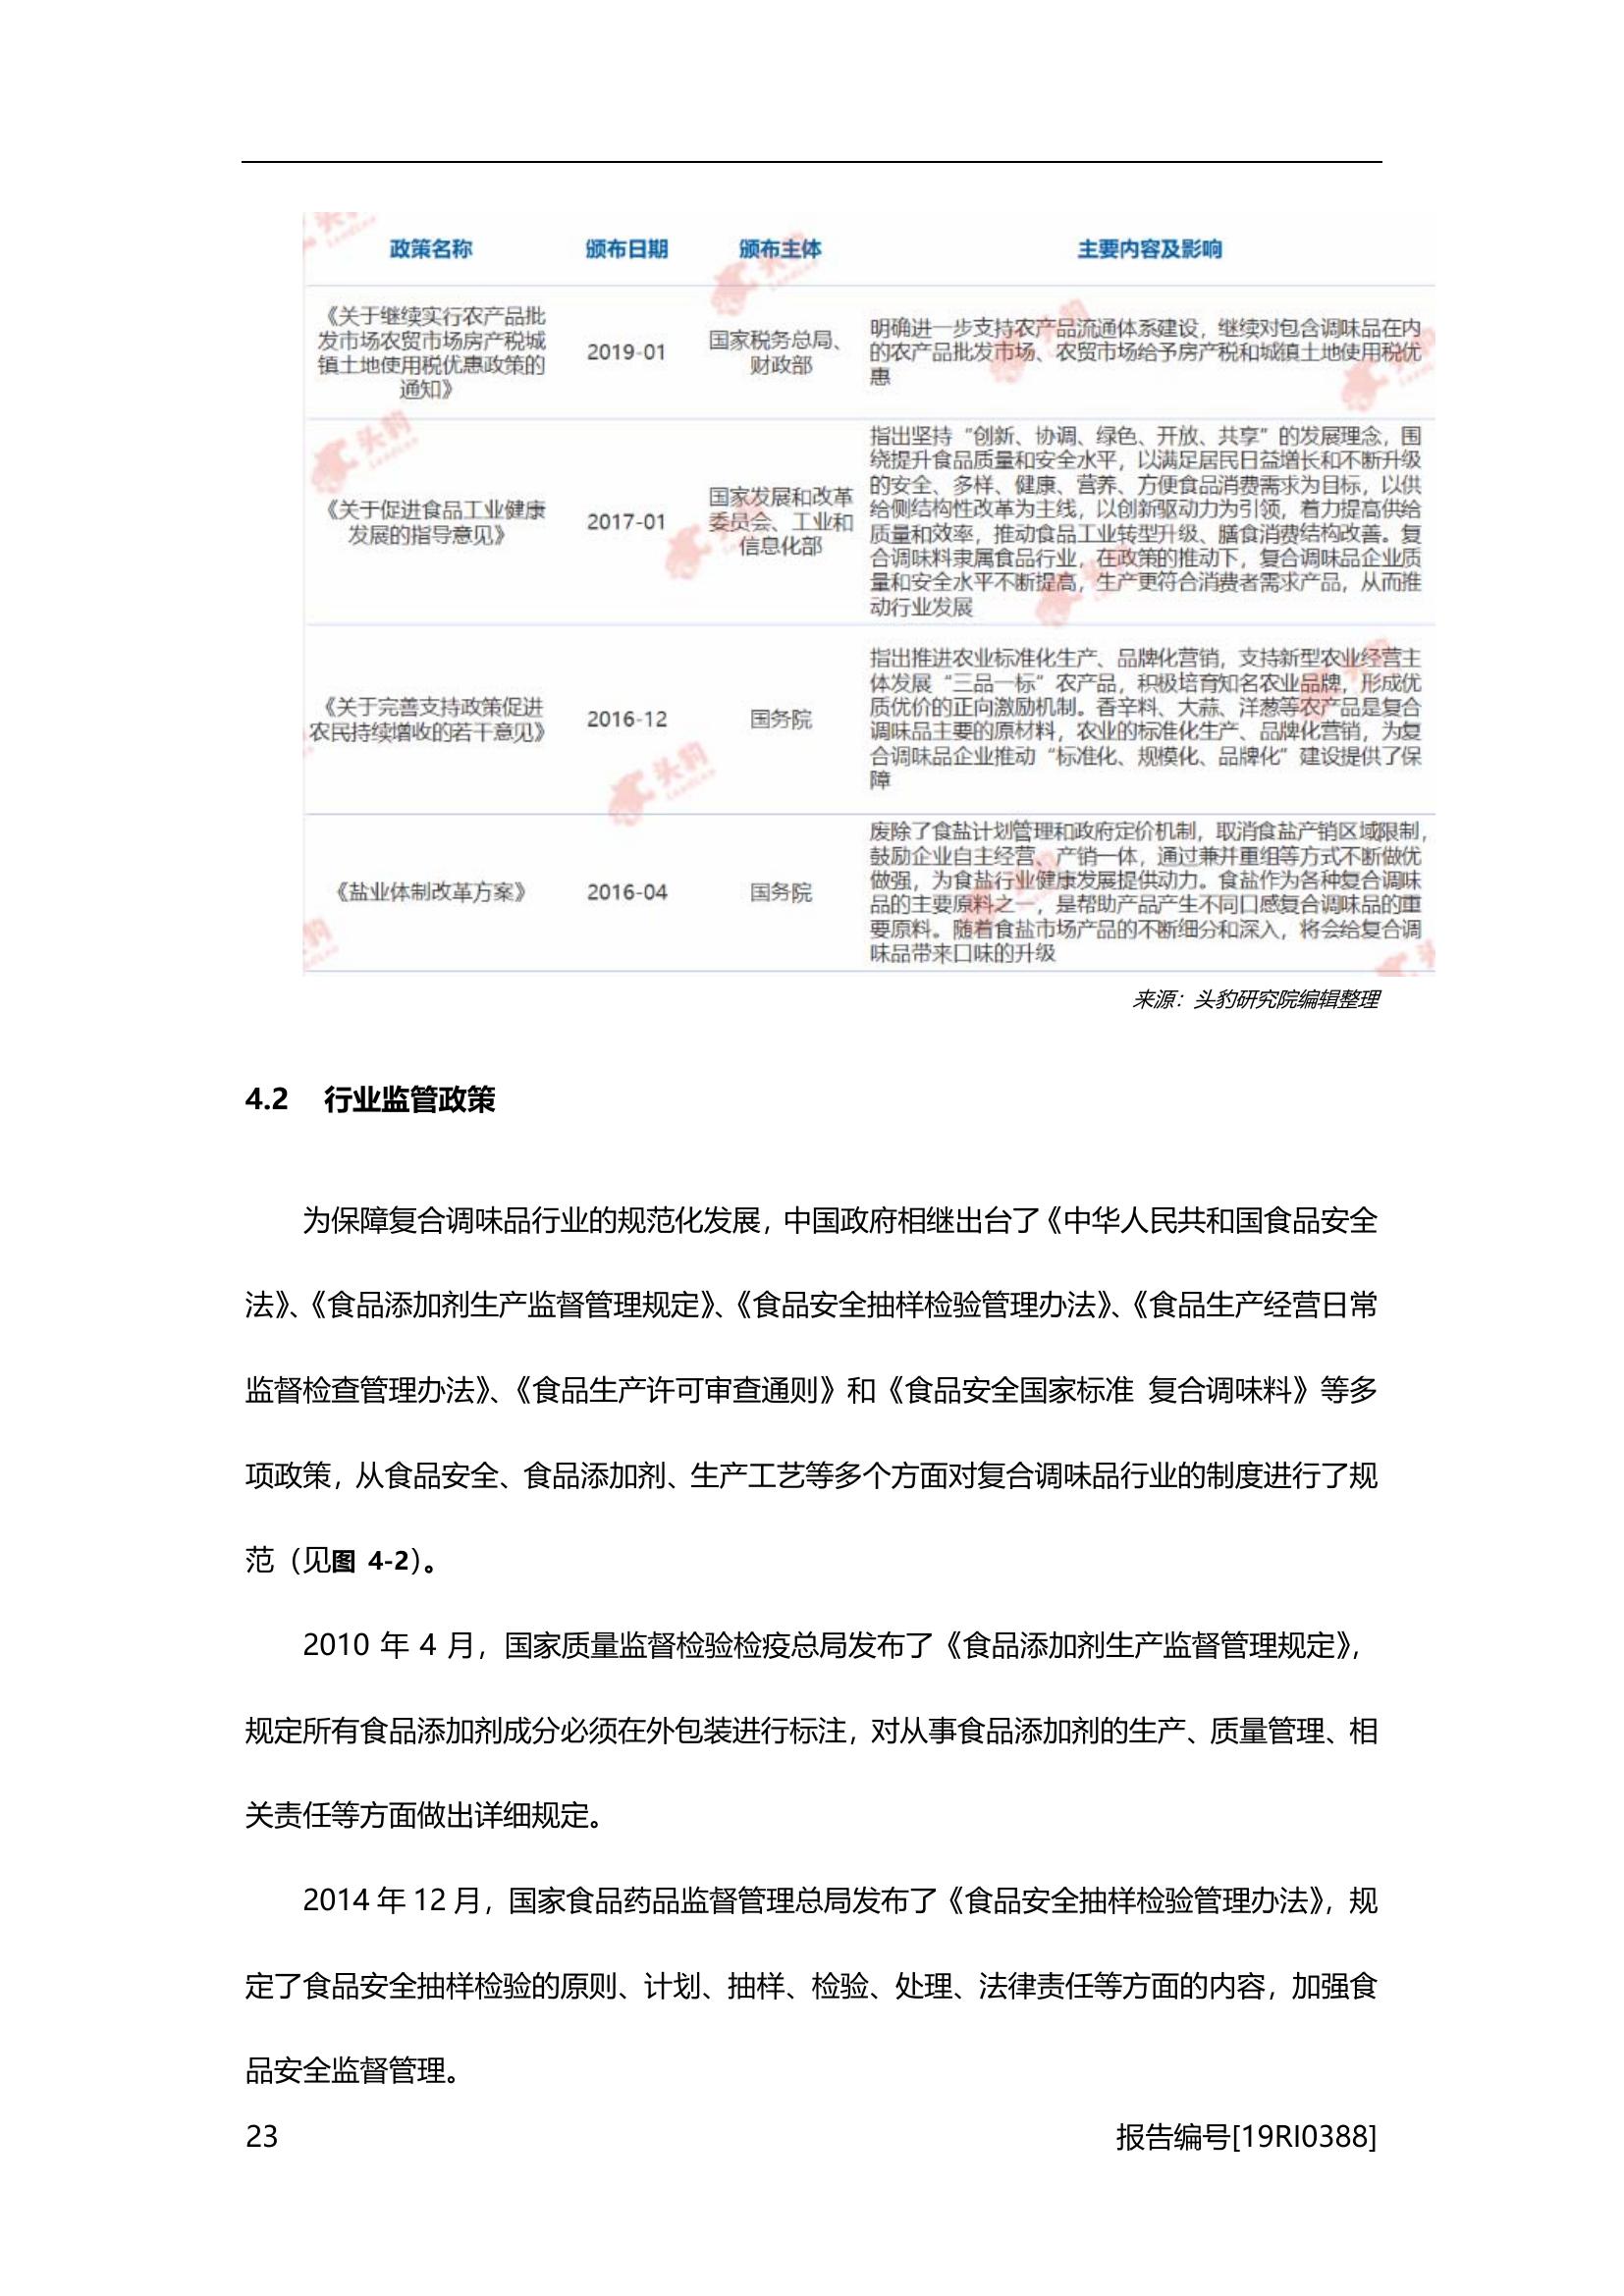 政策名称 颁布日期 颁布主体 主要内容及影响
《关于继续实行农产品批
发市场农贸市场房产税城
镇土地使用税优惠政策的
通知》
2019-01
国家税务总局、
财政部
明确进一步支持农产品流通体系建设，继续对包含调味品在内
的农产品批发市场、农贸市场给予房产税和城镇土地使用税优
惠
《关于促进食品工业健康
发展的指导意见》
2017-01
国家发展和改革
委员会、工业和
信息化部
指出坚持“创新、协调、绿色、开放、共享”的发展理念，围
绕提升食品质量和安全水平，以满足居民日益增长和不断升级
的安全、多样、健康、营养、方便食品消费需求为目标，以供
给侧结构性改革为主线，以创新驱动力为引领，着力提高供给
质量和效率，推动食品工业转型升级、膳食消费结构改善。复
合调味料隶属食品行业，在政策的推动下，复合调味品企业质
量和安全水平不断提高，生产更符合消费者需求产品，从而推
动行业发展
《关于完善支持政策促进
农民持续增收的若干意见》
2016-12
国务院
指出推进农业标准化生产、品牌化营销，支持新型农业经营主
体发展“三品一标”农产品，积极培育知名农业品牌，形成优
质优价的正向激励机制。香辛料、大蒜、洋葱等农产品是复合
调味品主要的原材料，农业的标准化生产、品牌化营销，为复
合调味品企业推动“标准化、规模化、品牌化”建设提供了保
障
《盐业体制改革方案》
2016-04
国务院
废除了食盐计划管理和政府定价机制，取消食盐产销区域限制，
鼓励企业自主经营、产销一体，通过兼并重组等方式不断做优
做强，为食盐行业健康发展提供动力。食盐作为各种复合调味
品的主要原料之一，是帮助产品产生不同口感复合调味品的重
要原料。随着食盐市场产品的不断细分和深入，将会给复合调
味品带来口味的升级
来源：头豹研究院编辑整理
4.2 行业监管政策
为保障复合调味品行业的规范化发展，中国政府相继出台了《中华人民共和国食品安全
法》、《食品添加剂生产监督管理规定》、《食品安全抽样检验管理办法》、《食品生产经营日常
监督检查管理办法》、《食品生产许可审查通则》和《食品安全国家标准 复合调味料》等多
项政策，从食品安全、食品添加剂、生产工艺等多个方面对复合调味品行业的制度进行了规
范（见图 4-2）。
2010 年 4 月，国家质量监督检验检疫总局发布了《食品添加剂生产监督管理规定》，
规定所有食品添加剂成分必须在外包装进行标注，对从事食品添加剂的生产、质量管理、相
关责任等方面做出详细规定。
2014 年 12 月，国家食品药品监督管理总局发布了《食品安全抽样检验管理办法》，规
定了食品安全抽样检验的原则、计划、抽样、检验、处理、法律责任等方面的内容，加强食
品安全监督管理。
23 报告编号[19RI0388]